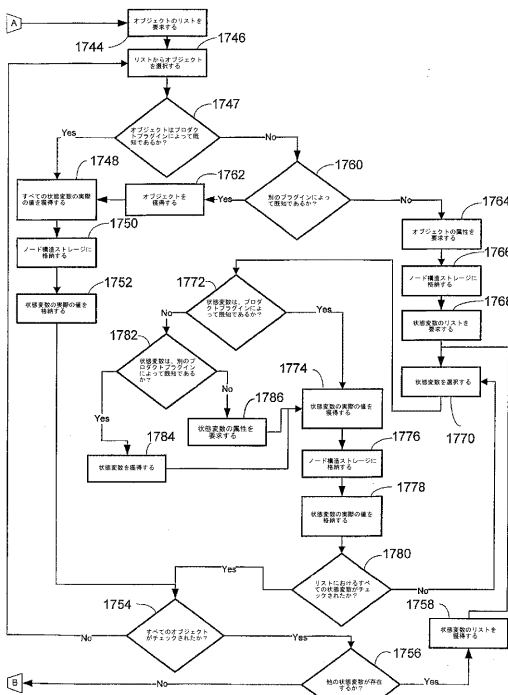 A
オブジェクトのリストを
要求する
1744
1746
リストからオブジェクト
を選択する
1747
オブジェクトはプロダクト
プラグインによって既
知であるか?
Yes
No
1748
すべての状態変数の実際
の値を獲得する
1762
オブジェクトを
獲得する
1760
別のプラグインによっ
て既知であるか?
Yes
No
1764
オブジェクトの属性を
要求する
1750
ノード構造ストレージに
格納する
1766
ノード構造ストレージに
格納する
1752
状態変数の実際の値を
格納する
1768
状態変数のリストを
要求する
1772
状態変数は、プロダクト
プラグインによ
って既知であるか?
No
Yes
1782
状態変数は、別のプロ
ダクトプラグイン
によって既知である
か?
Yes
No
1774
状態変数の実際の値を
獲得する
状態変数を選択する
1770
1786
状態変数の属性を
要求する
1784
状態変数を獲得する
1776
ノード構造ストレージに
格納する
1778
状態変数の実際の値を
格納する
1780
リストにおけるすべ
ての状態変数がチェ
ックされたか?
Yes
No
1754
すべてのオブジェクト
がチェックされたか?
No
Yes
1758
状態変数のリストを
獲得する
1756
他の状態変数が存在
するか?
No
Yes
B